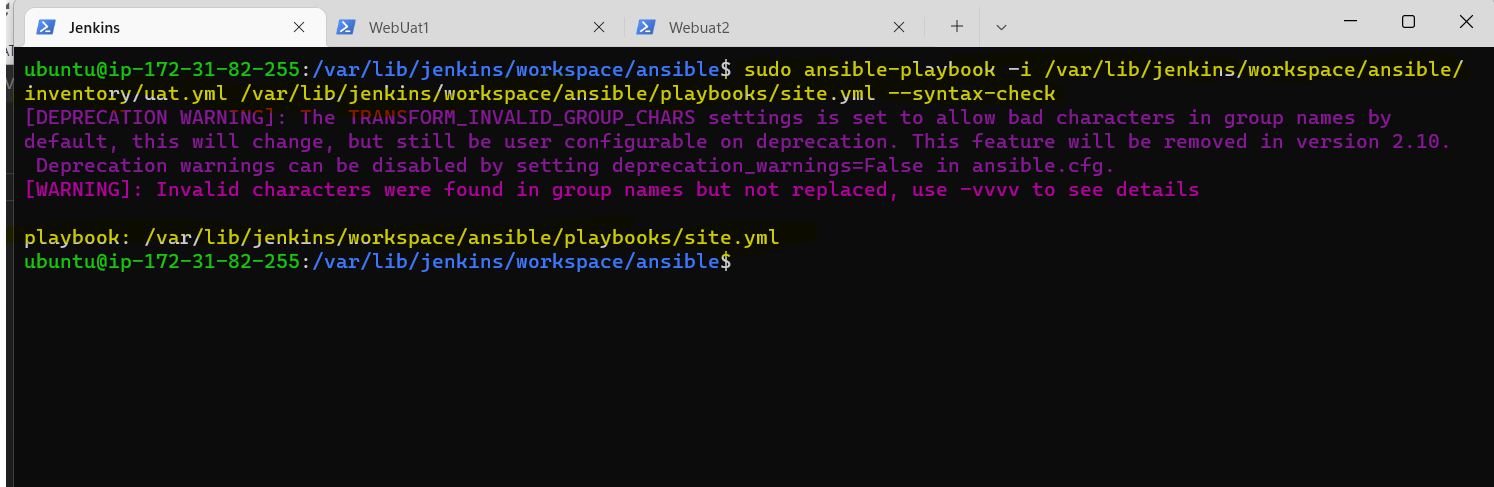 Jenkins WebUat1 Webuat2
ubuntu@ip-172-31-82-255:/var/lib/jenkins/workspace/ansible$ sudo ansible-playbook -i /var/lib/jenkins/workspace/ansible/
inventory/uat.yml /var/lib/jenkins/workspace/ansible/playbooks/site.yml --syntax-check
[DEPRECATION WARNING]: The TRANSFORM_INVALID_GROUP_CHARS settings is set to allow bad characters in group names by
default, this will change, but still be user configurable on deprecation. This feature will be removed in version 2.10.
 Deprecation warnings can be disabled by setting deprecation_warnings=False in ansible.cfg.
[WARNING]: Invalid characters were found in group names but not replaced, use -vvvv to see details
playbook: /var/lib/jenkins/workspace/ansible/playbooks/site.yml
ubuntu@ip-172-31-82-255:/var/lib/jenkins/workspace/ansible$